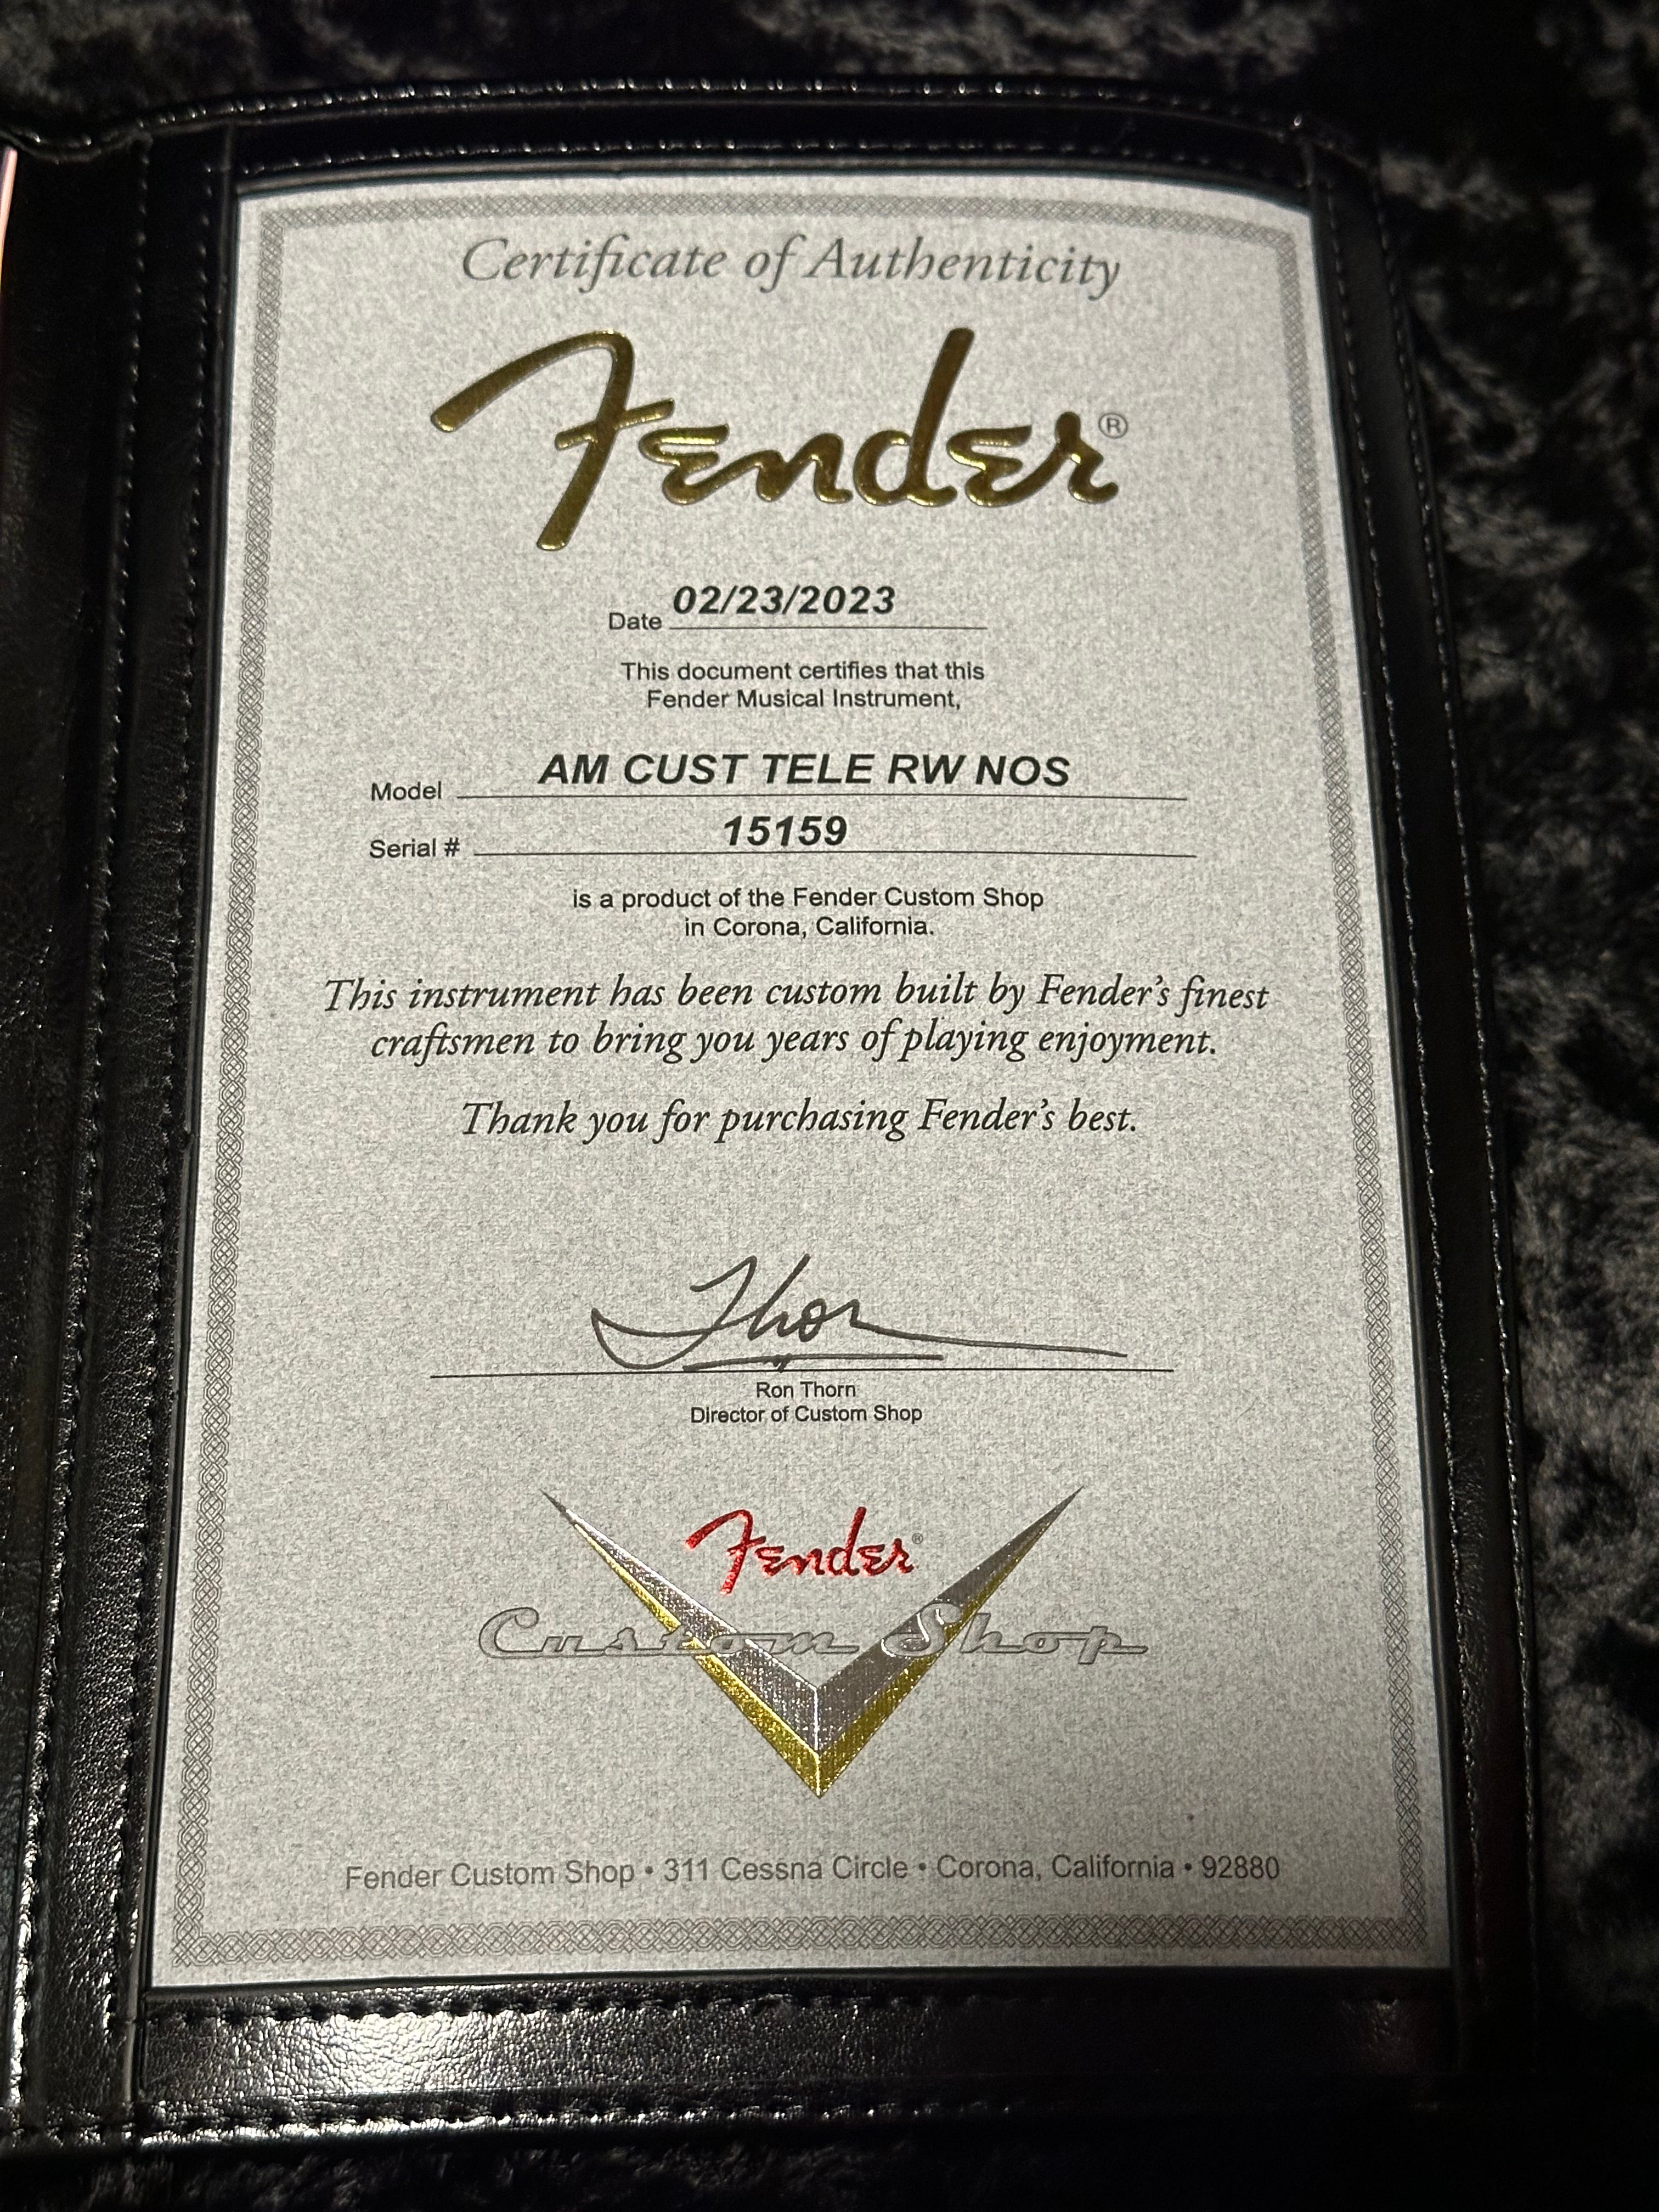 Certificate of Authenticity
Fender®
Date 02/23/2023
This document certifies that this
Fender Musical Instrument,
Model AM CUST TELE RW NOS
Serial # 15159
is a product of the Fender Custom Shop
in Corona, California.
This instrument has been custom built by Fender's finest
craftsmen to bring you years of playing enjoyment.
Thank you for purchasing Fender's best.
Thor
Ron Thorn
Director of Custom Shop
Fender®
Custom Shop
Fender Custom Shop • 311 Cessna Circle • Corona, California • 92880